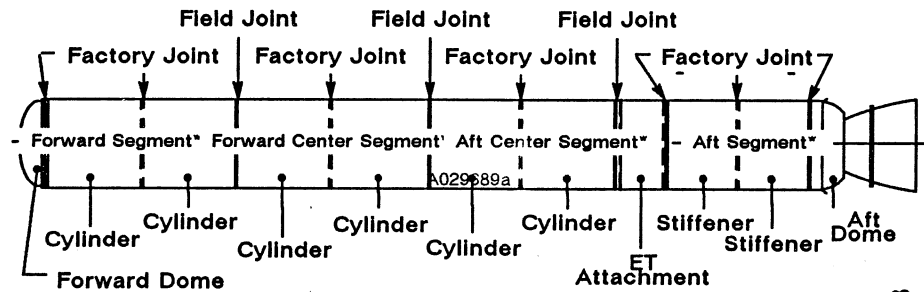 Field Joint Field Joint Field Joint
Factory Joint Factory Joint Factory Joint Factory Joint
Forward Segment* Forward Center Segment' Aft Center Segment* Aft Segment*
A029689a
Cylinder Cylinder Cylinder Cylinder Stiffener Aft
Cylinder Cylinder Cylinder Stiffener Dome
ET
Forward Dome Attachment